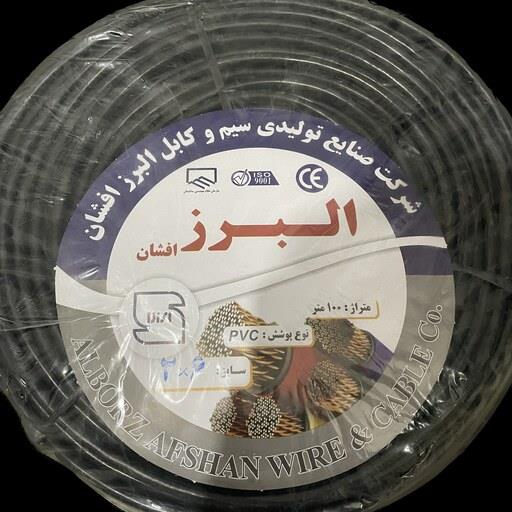 شرکت صنایع تولیدی سیم و کابل البرز افشان
ISO
9001
CE
البرز
افشان
متراژ: ۱۰۰ متر
نوع پوشش: PVC
سایز:
ALBORZ AFSHAN WIRE & CABLE Co.